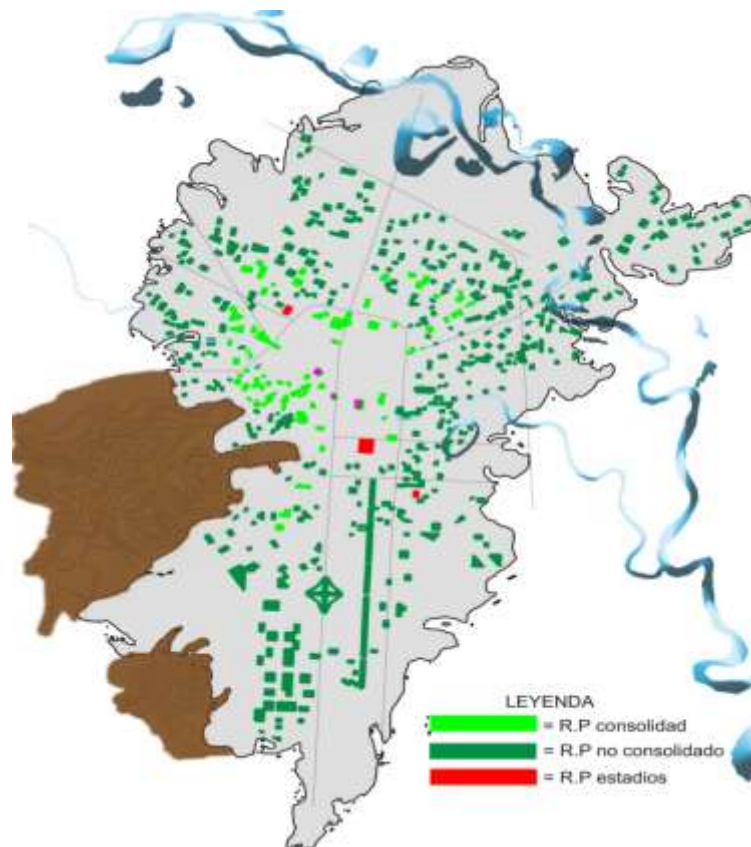 LEYENDA
= R.P consolidad
= R.P no consolidado
= R.P estadios